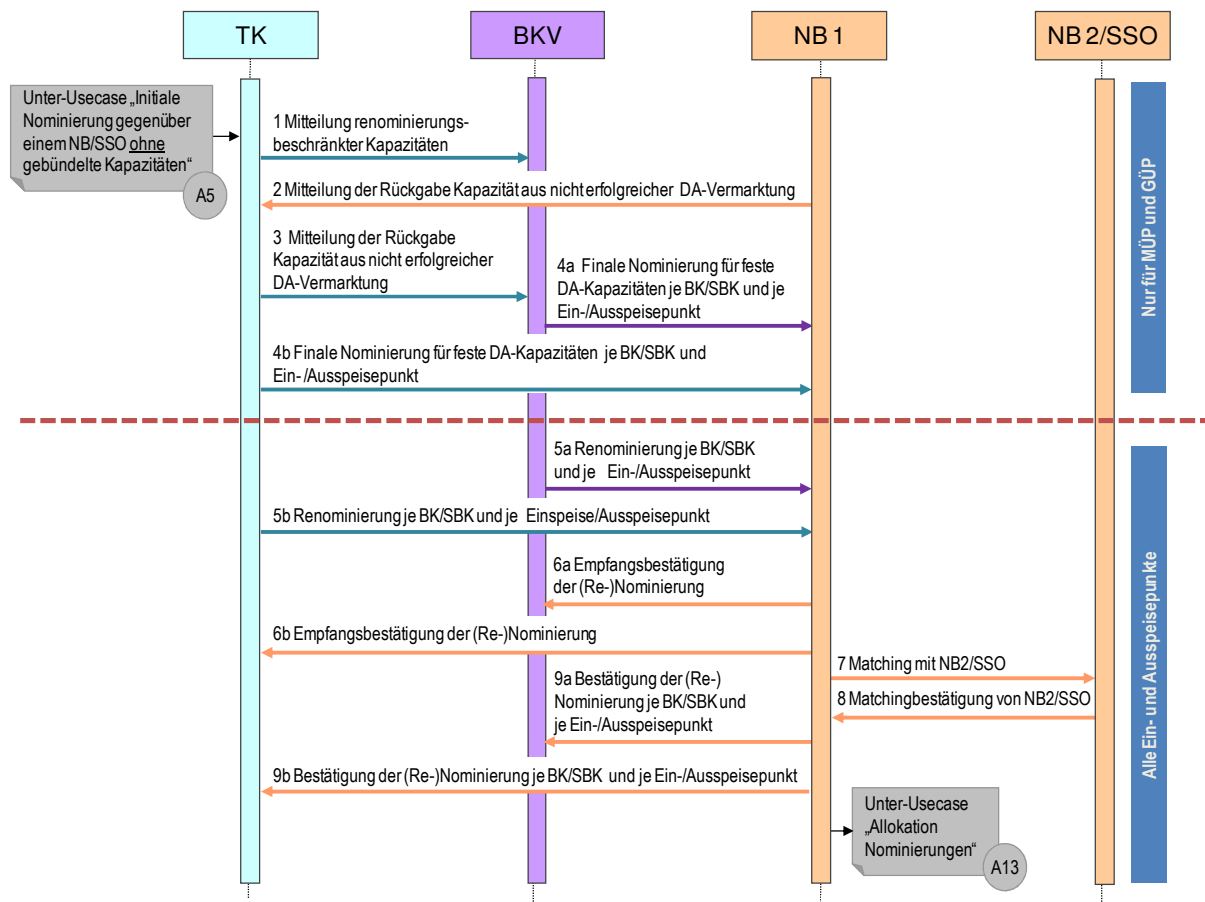 TK
BKV
NB 1
NB 2/SSO
Unter-Usecase „Initiale
Nominierung gegenüber
einem NB/SSO ohne
gebündelte Kapazitäten“
A5
1 Mitteilung renominierungs-
beschränkter Kapazitäten
2 Mitteilung der Rückgabe Kapazität aus nicht erfolgreicher DA-Vermarktung
3 Mitteilung der Rückgabe
Kapazität aus nicht erfolgreicher
DA-Vermarktung
4a Finale Nominierung für feste
DA-Kapazitäten je BK/SBK und je
Ein-/Ausspeisepunkt
4b Finale Nominierung für feste DA-Kapazitäten je BK/SBK und
Ein-/Ausspeisepunkt
Nur für MÜP und GÜP
5a Renominierung je BK/SBK
und je Ein-/Ausspeisepunkt
5b Renominierung je BK/SBK und je Einspeise/Ausspeisepunkt
6a Empfangsbestätigung
der (Re-)Nominierung
6b Empfangsbestätigung der (Re-)Nominierung
7 Matching mit NB2/SSO
8 Matchingbestätigung von NB2/SSO
9a Bestätigung der (Re-)
Nominierung je BK/SBK und
je Ein-/Ausspeisepunkt
9b Bestätigung der (Re-)Nominierung je BK/SBK und je Ein-/Ausspeisepunkt
Unter-Usecase
„Allokation
Nominierungen“
A13
Alle Ein- und Ausspeisepunkte